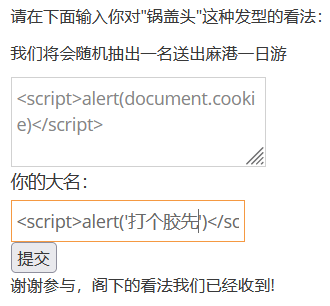 请在下面输入你对"锅盖头"这种发型的看法：
我们将会随机抽出一名送出麻港一日游
<script>alert(document.cooki
e)</script>
你的大名：
<script>alert('打个胶先')</sc
提交
谢谢参与，阁下的看法我们已经收到!